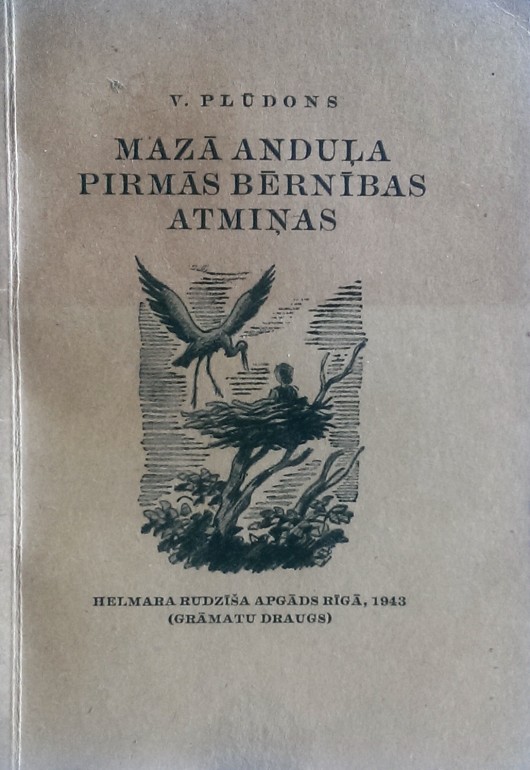 V. PLŪDONS
MAZĀ ANDUĻA
PIRMĀS BĒRNĪBAS
ATMIŅAS
HELMARA RUDZĪŠA APGĀDS RĪGĀ, 1943
(GRĀMATU DRAUGS)